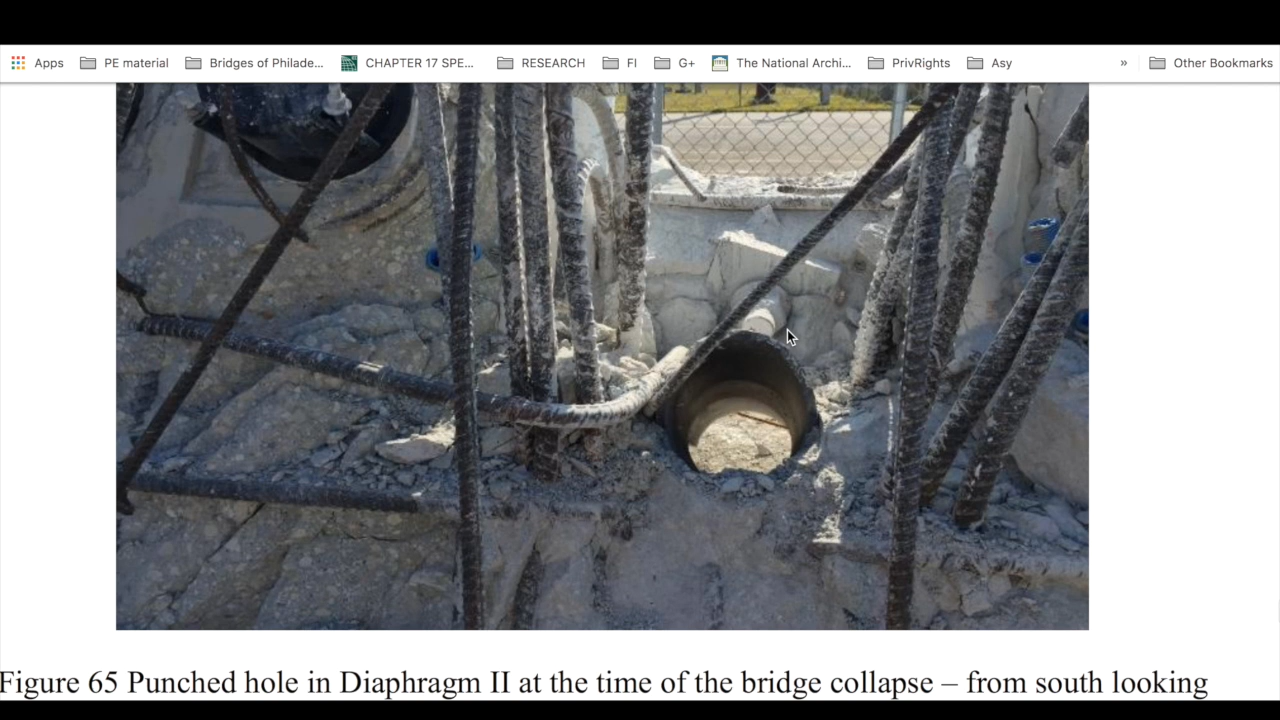 Apps PE material Bridges of Philade... CHAPTER 17 SPE... RESEARCH FI G+ The National Archi... PrivRights Asy » Other Bookmarks
Figure 65 Punched hole in Diaphragm II at the time of the bridge collapse – from south looking